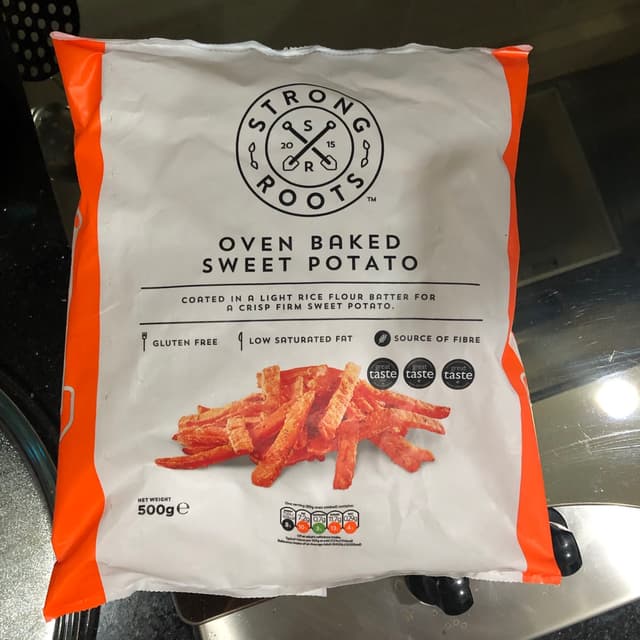 STRONG
S
20 15
R
ROOTS
TM
OVEN BAKED
SWEET POTATO
COATED IN A LIGHT RICE FLOUR BATTER FOR
A CRISP FIRM SWEET POTATO.
GLUTEN FREE
LOW SATURATED FAT
SOURCE OF FIBRE
great
taste
great
taste
great
taste
NET WEIGHT
500g e